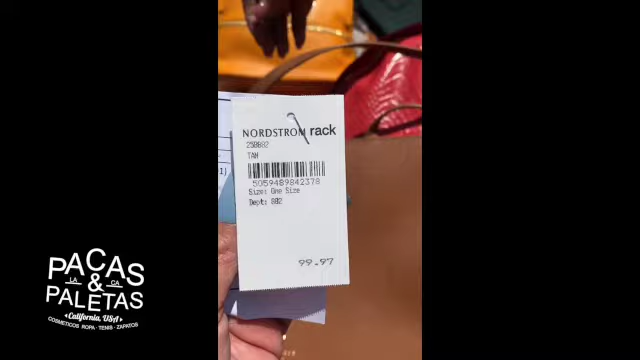 NORDSTROM rack
258682
TAN
5059489842378
Size: One Size
Dept: 882
99.97
PACAS
LA & CA
PALETAS
California, USA
COSMETICOS ROPA · TENIS · ZAPATOS